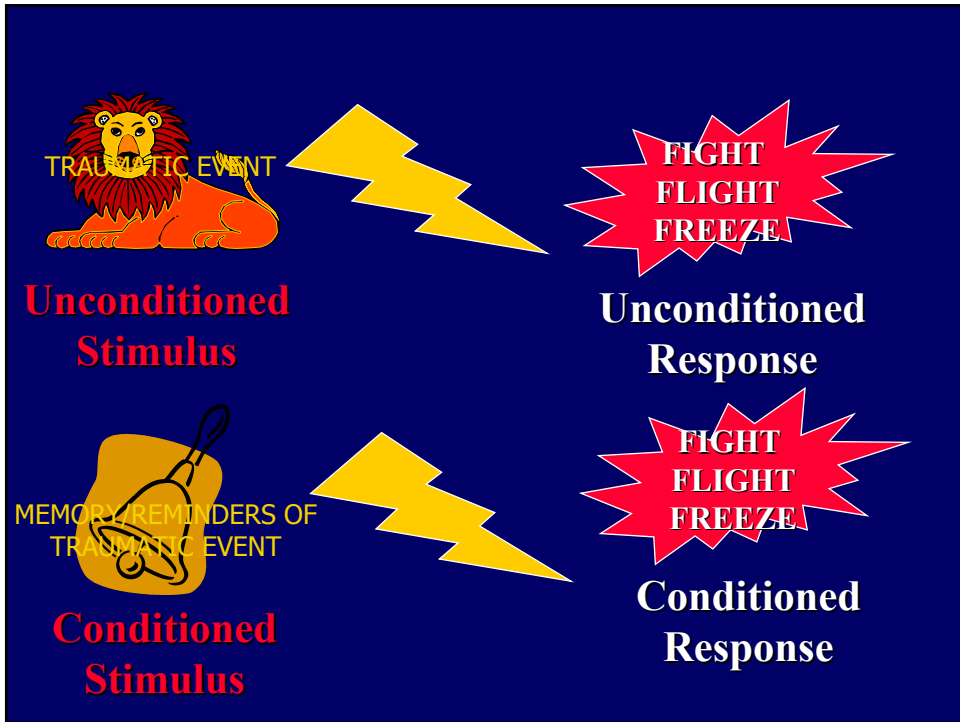 TRAUMATIC EVENT
FIGHT
FLIGHT
FREEZE
Unconditioned
Stimulus
Unconditioned
Response
MEMORY/REMINDERS OF
TRAUMATIC EVENT
FIGHT
FLIGHT
FREEZE
Conditioned
Stimulus
Conditioned
Response